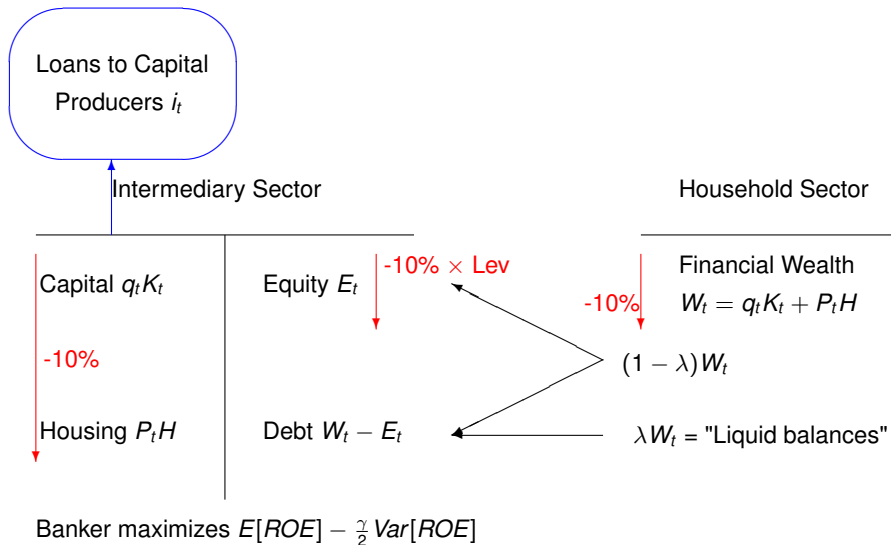 Loans to Capital
Producers i_t
Intermediary Sector
Household Sector
Capital q_tK_t
Equity E_t
-10% × Lev
-10%
Financial Wealth
W_t = q_tK_t + P_tH
-10%
(1 − λ)W_t
Housing P_tH
Debt W_t − E_t
λW_t = "Liquid balances"
Banker maximizes E[ROE] − \frac{γ}{2} Var[ROE]